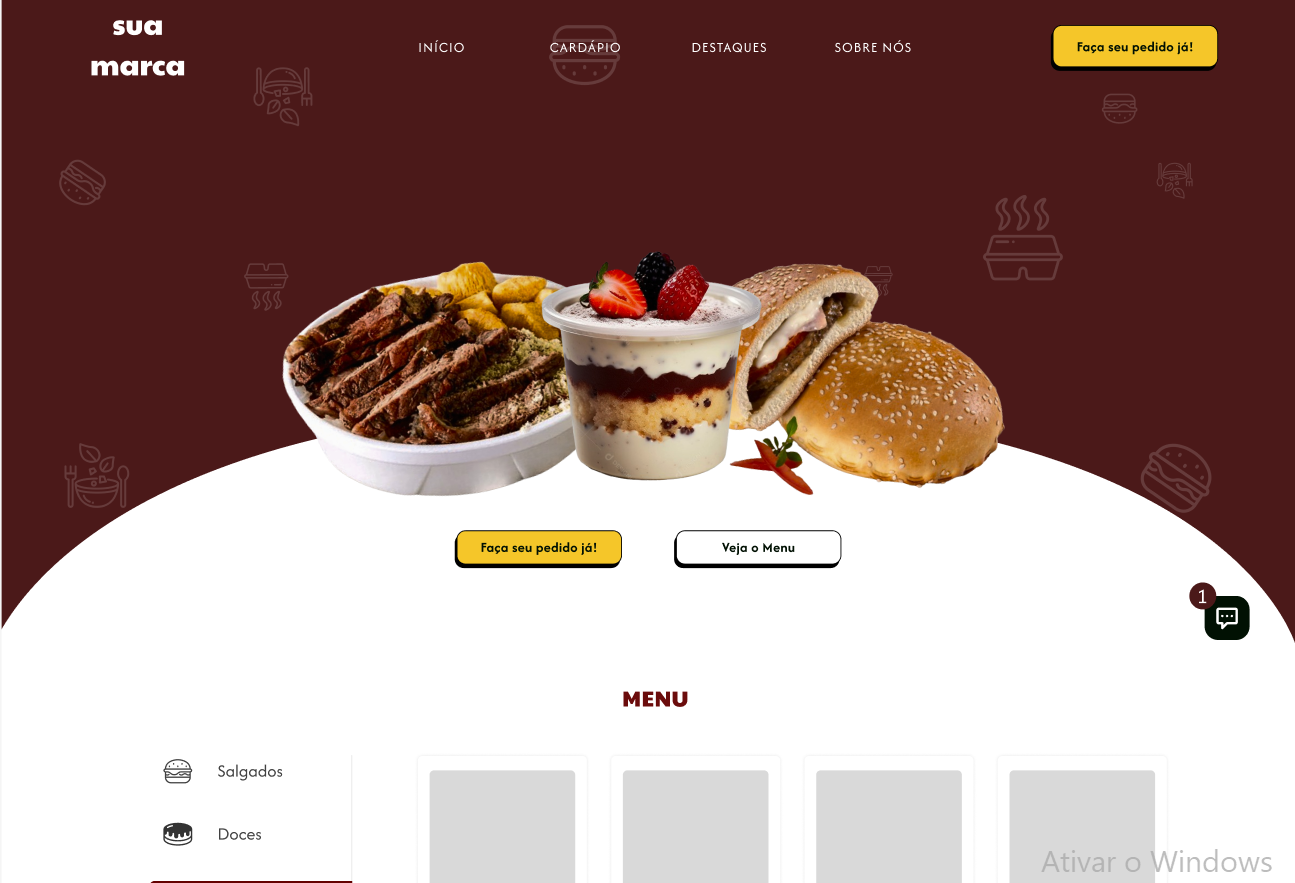 sua
marca
INÍCIO
CARDÁPIO
DESTAQUES
SOBRE NÓS
Faça seu pedido já!
Faça seu pedido já!
Veja o Menu
1
MENU
Salgados
Doces
Ativar o Windows